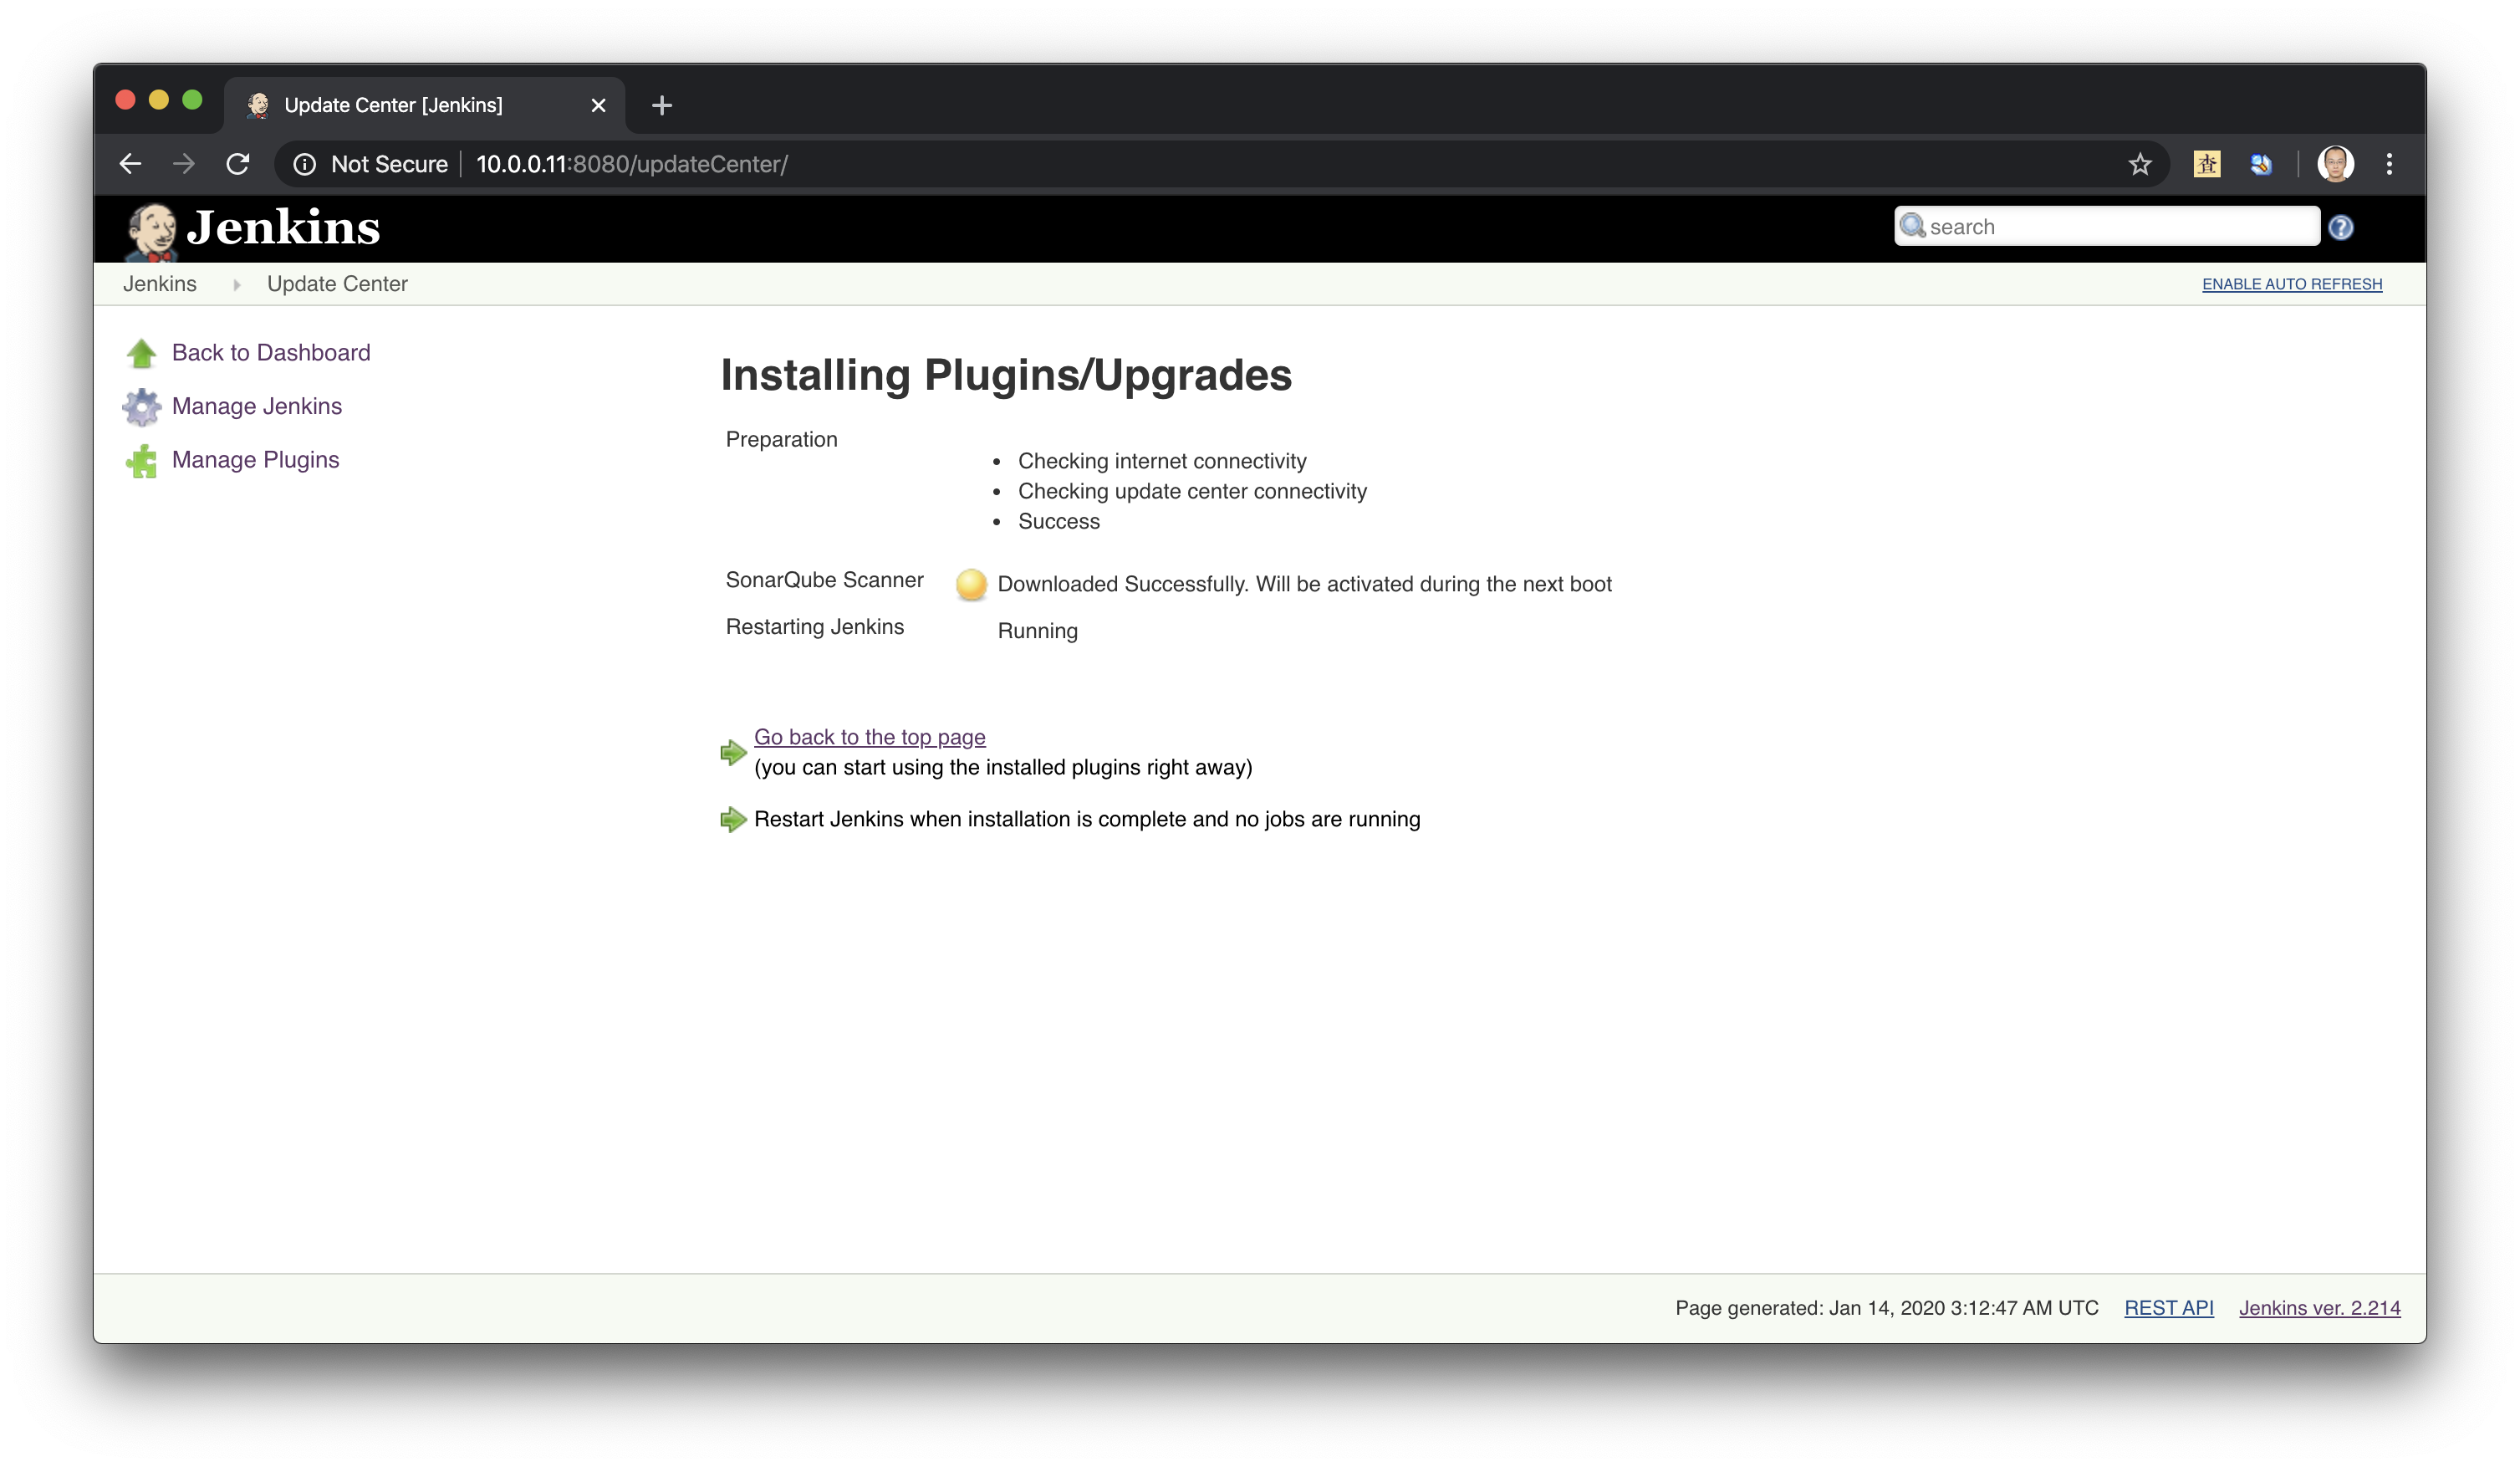 Update Center [Jenkins]
Not Secure 10.0.0.11:8080/updateCenter/
查
Jenkins
search
Jenkins Update Center
ENABLE AUTO REFRESH
Back to Dashboard
Manage Jenkins
Manage Plugins
Installing Plugins/Upgrades
Preparation
Checking internet connectivity
Checking update center connectivity
Success
SonarQube Scanner Downloaded Successfully. Will be activated during the next boot
Restarting Jenkins Running
Go back to the top page
(you can start using the installed plugins right away)
Restart Jenkins when installation is complete and no jobs are running
Page generated: Jan 14, 2020 3:12:47 AM UTC REST API Jenkins ver. 2.214